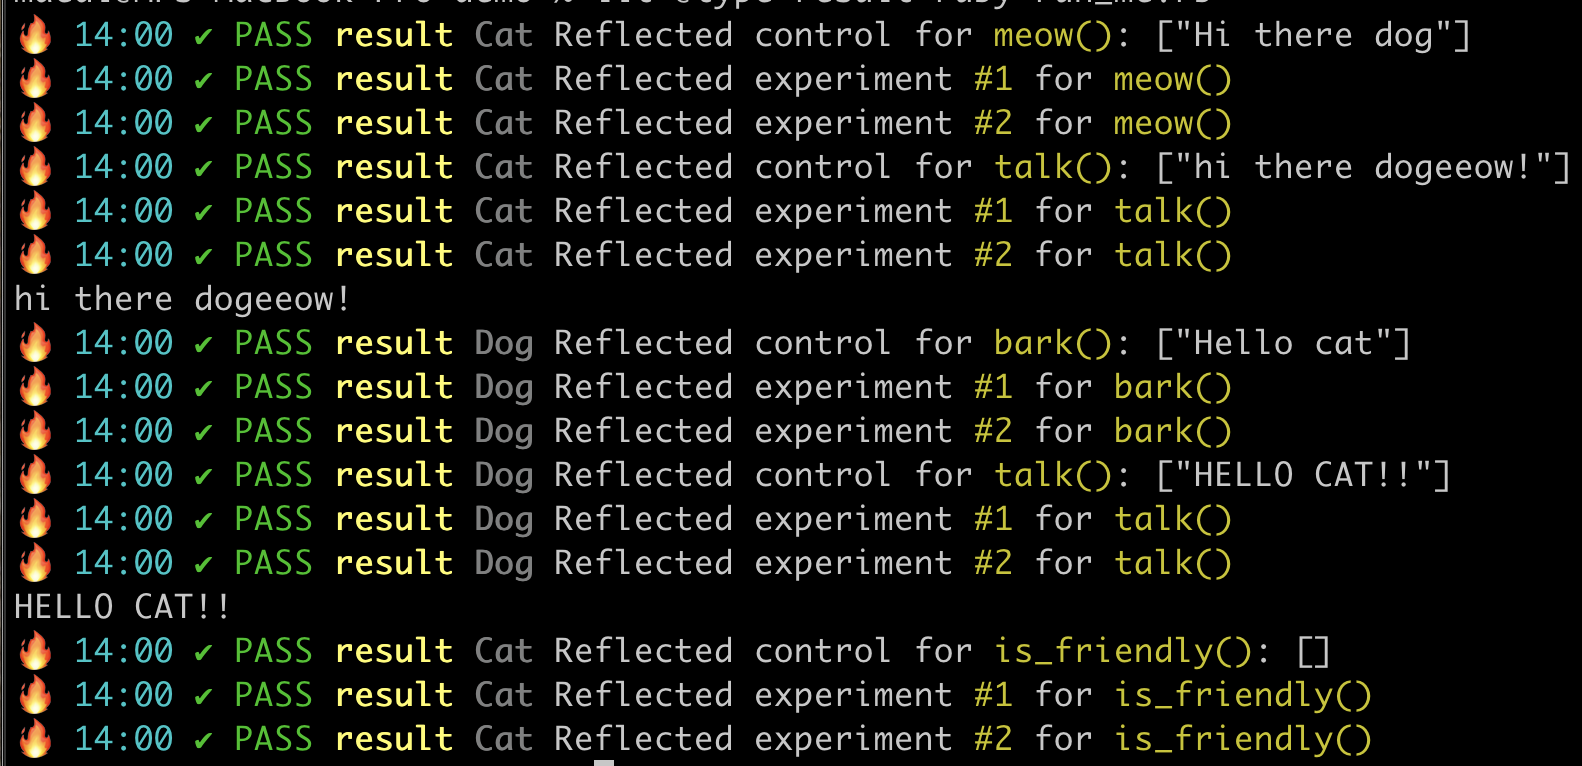 🔥 14:00 ✔ PASS result Cat Reflected control for meow(): ["Hi there dog"]
🔥 14:00 ✔ PASS result Cat Reflected experiment #1 for meow()
🔥 14:00 ✔ PASS result Cat Reflected experiment #2 for meow()
🔥 14:00 ✔ PASS result Cat Reflected control for talk(): ["hi there dogeeow!"]
🔥 14:00 ✔ PASS result Cat Reflected experiment #1 for talk()
🔥 14:00 ✔ PASS result Cat Reflected experiment #2 for talk()
hi there dogeeow!
🔥 14:00 ✔ PASS result Dog Reflected control for bark(): ["Hello cat"]
🔥 14:00 ✔ PASS result Dog Reflected experiment #1 for bark()
🔥 14:00 ✔ PASS result Dog Reflected experiment #2 for bark()
🔥 14:00 ✔ PASS result Dog Reflected control for talk(): ["HELLO CAT!!"]
🔥 14:00 ✔ PASS result Dog Reflected experiment #1 for talk()
🔥 14:00 ✔ PASS result Dog Reflected experiment #2 for talk()
HELLO CAT!!
🔥 14:00 ✔ PASS result Cat Reflected control for is_friendly(): []
🔥 14:00 ✔ PASS result Cat Reflected experiment #1 for is_friendly()
🔥 14:00 ✔ PASS result Cat Reflected experiment #2 for is_friendly()